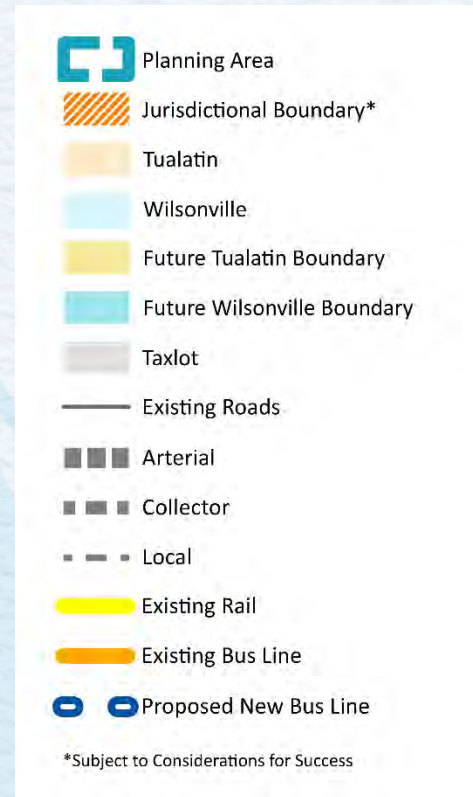 Planning Area
Jurisdictional Boundary*
Tualatin
Wilsonville
Future Tualatin Boundary
Future Wilsonville Boundary
Taxlot
Existing Roads
Arterial
Collector
Local
Existing Rail
Existing Bus Line
Proposed New Bus Line
*Subject to Considerations for Success